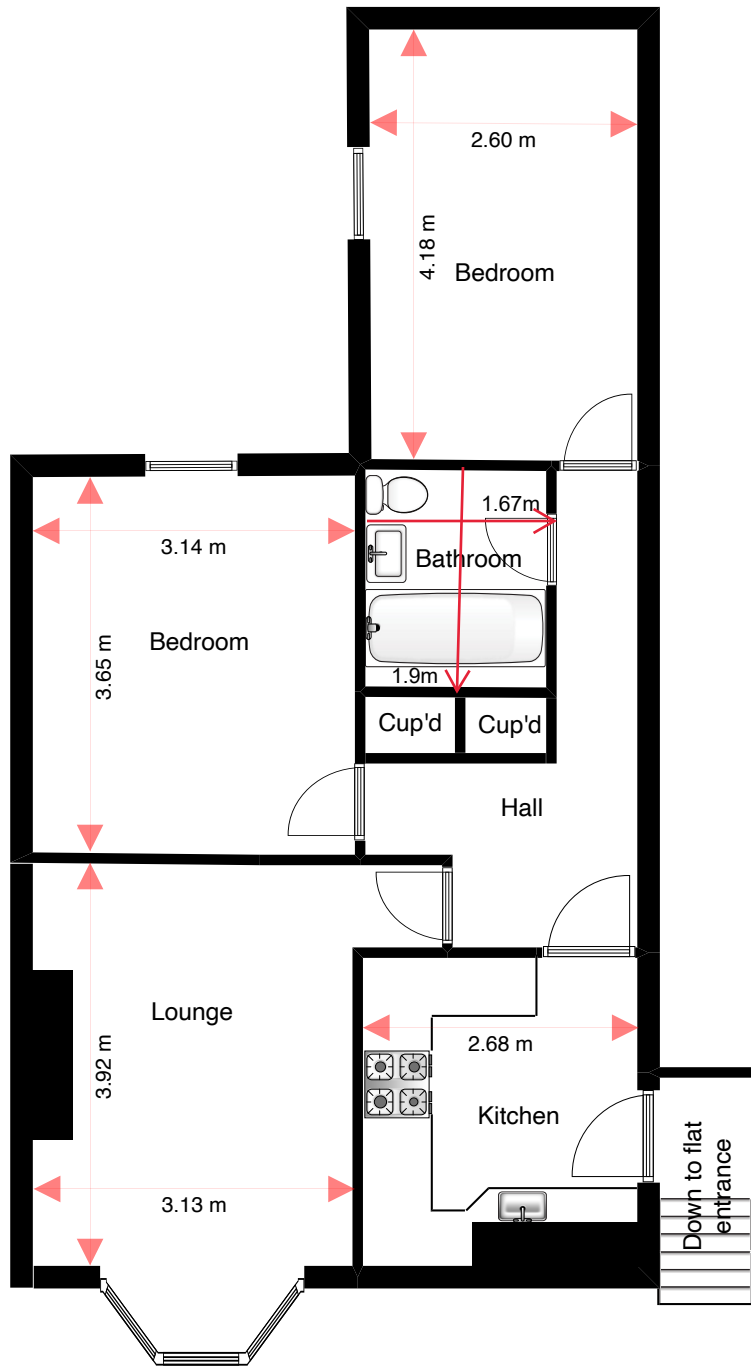 2.60 m
4.18 m
Bedroom
1.67m
3.14 m
Bathroom
Bedroom
3.65 m
1.9m
Cup'd
Cup'd
Hall
Lounge
3.92 m
2.68 m
Kitchen
3.13 m
Down to flat
entrance